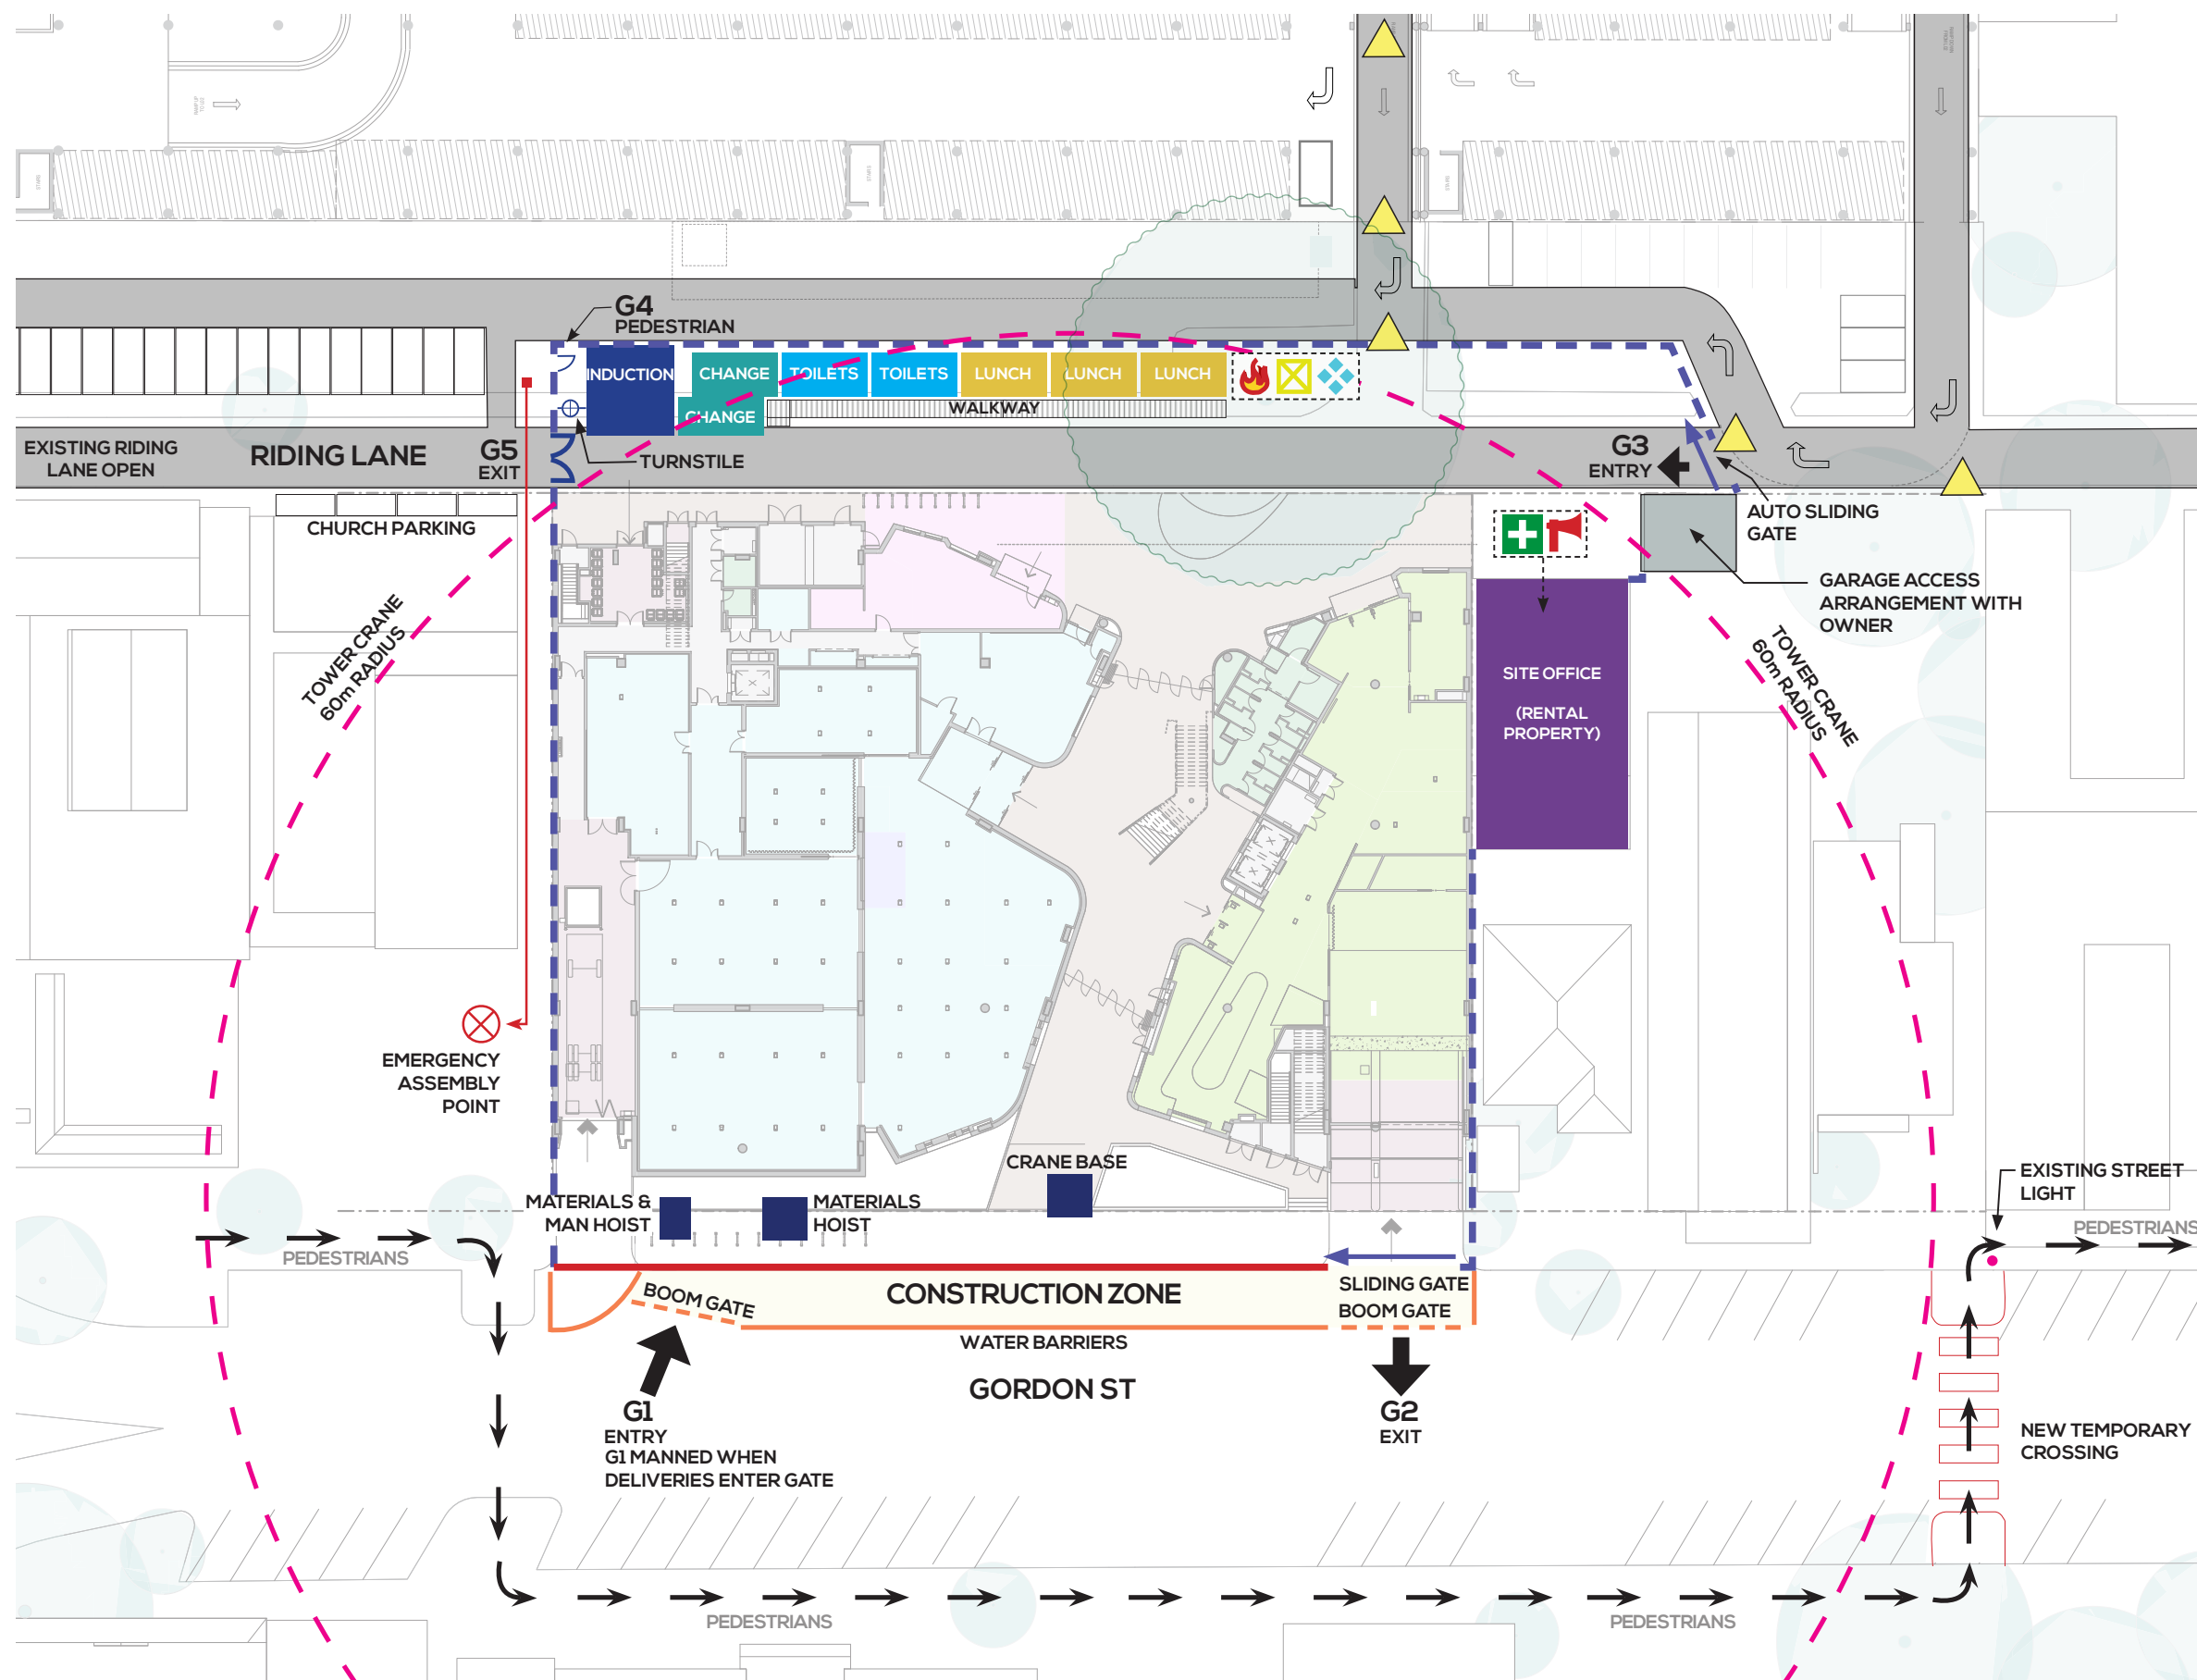 STAIRS
STAIRS
STAIRS
G4
PEDESTRIAN
INDUCTION
CHANGE
TOILETS
TOILETS
LUNCH
LUNCH
LUNCH
CHANGE
WALKWAY
EXISTING RIDING
LANE OPEN
RIDING LANE
G5
EXIT
TURNSTILE
G3
ENTRY
CHURCH PARKING
AUTO SLIDING
GATE
GARAGE ACCESS
ARRANGEMENT WITH
OWNER
TOWER CRANE
60m RADIUS
TOWER CRANE
60m RADIUS
SITE OFFICE
(RENTAL
PROPERTY)
EMERGENCY
ASSEMBLY
POINT
CRANE BASE
MATERIALS &
MAN HOIST
MATERIALS
HOIST
EXISTING STREET
LIGHT
PEDESTRIANS
PEDESTRIANS
BOOM GATE
CONSTRUCTION ZONE
SLIDING GATE
BOOM GATE
WATER BARRIERS
GORDON ST
G1
ENTRY
G1 MANNED WHEN
DELIVERIES ENTER GATE
G2
EXIT
NEW TEMPORARY
CROSSING
PEDESTRIANS
PEDESTRIANS